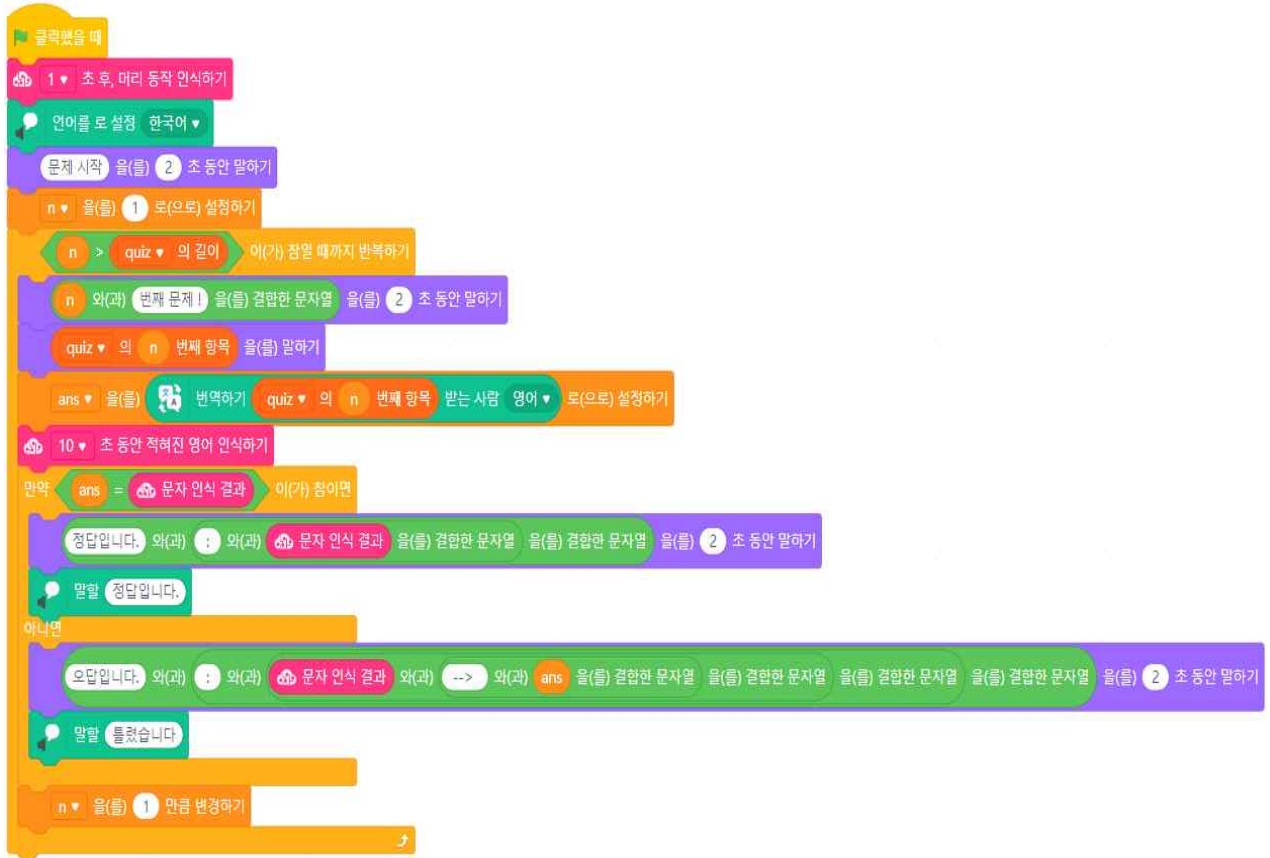 클릭했을 때
1 초 후, 머리 동작 인식하기
언어를 로 설정 한국어
문제 시작 을(를) 2 초 동안 말하기
n 을(를) 1 로(으로) 설정하기
n > quiz 의 길이 이(가) 참일 때까지 반복하기
n 와(과) 번째 문제 ! 을(를) 결합한 문자열 을(를) 2 초 동안 말하기
quiz 의 n 번째 항목 을(를) 말하기
ans 을(를) 번역하기 quiz 의 n 번째 항목 받는 사람 영어 로(으로) 설정하기
10 초 동안 적혀진 영어 인식하기
만약 ans = 문자 인식 결과 이(가) 참이면
정답입니다. 와(과) : 와(과) 문자 인식 결과 을(를) 결합한 문자열 을(를) 결합한 문자열 을(를) 2 초 동안 말하기
말할 정답입니다.
아니면
오답입니다. 와(과) : 와(과) 문자 인식 결과 와(과) --> 와(과) ans 을(를) 결합한 문자열 을(를) 결합한 문자열 을(를) 결합한 문자열 을(를) 결합한 문자열 을(를) 2 초 동안 말하기
말할 틀렸습니다
n 을(를) 1 만큼 변경하기